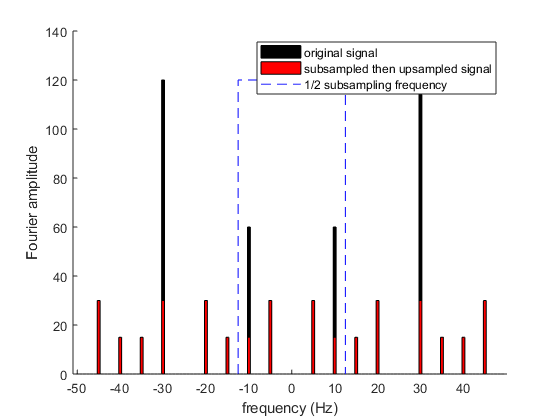 140
120
100
80
60
40
20
0
Fourier amplitude
original signal
subsampled then upsampled signal
1/2 subsampling frequency
-50 -40 -30 -20 -10 0 10 20 30 40
frequency (Hz)